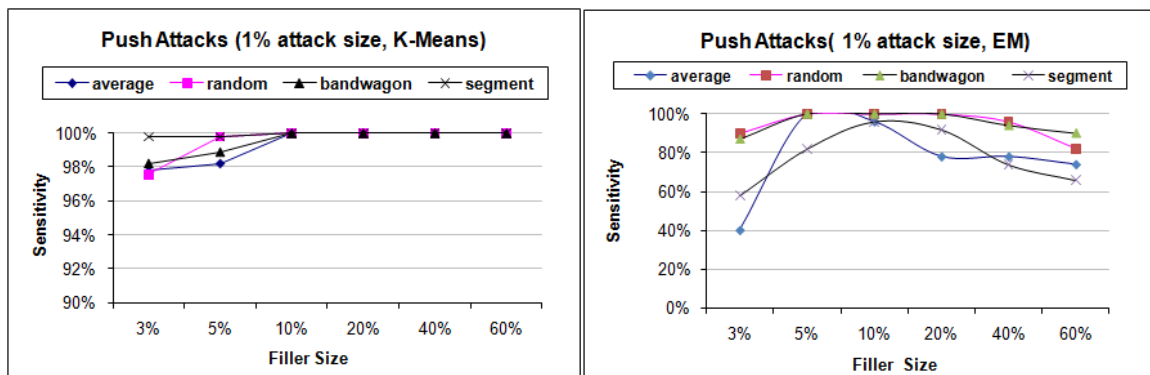 Push Attacks (1% attack size, K-Means)
average random bandwagon segment
100%
98%
96%
94%
92%
90%
Sensitivity
3% 5% 10% 20% 40% 60%
Filler Size
Push Attacks( 1% attack size, EM)
average random bandwagon segment
100%
80%
60%
40%
20%
0%
Sensitivity
3% 5% 10% 20% 40% 60%
Filler Size